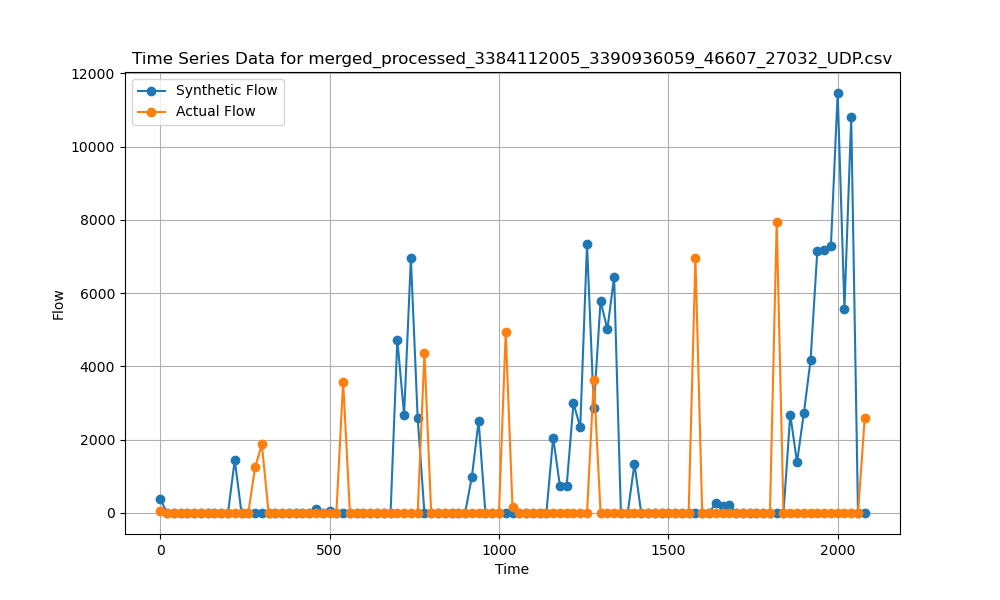 Time Series Data for merged_processed_3384112005_3390936059_46607_27032_UDP.csv
Synthetic Flow
Actual Flow
12000
10000
8000
6000
4000
2000
0
Flow
0 500 1000 1500 2000
Time